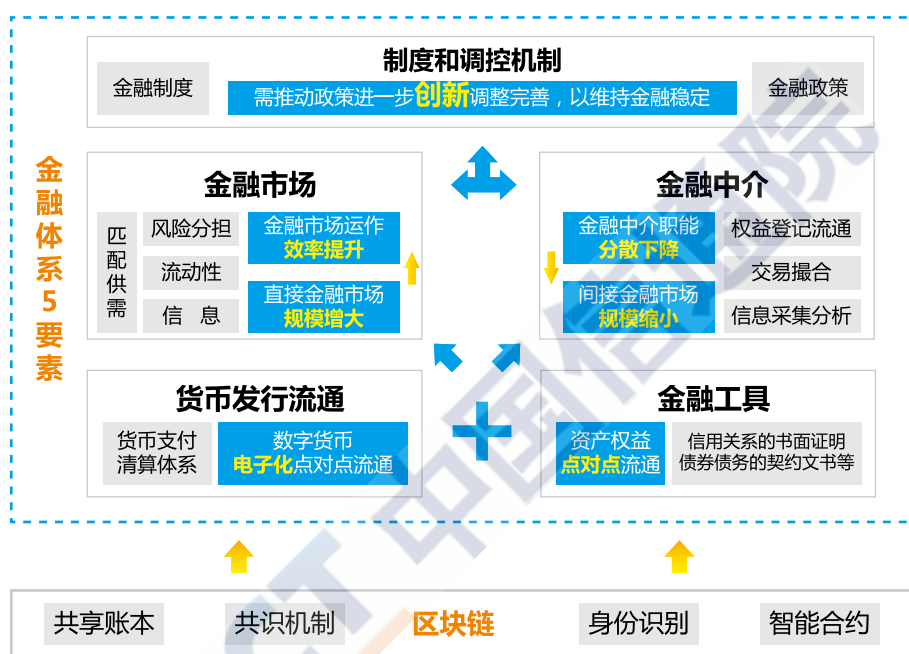 制度和调控机制
金融制度
需推动政策进一步创新调整完善，以维持金融稳定
金融政策
金融体系5要素
金融市场
匹配供需
风险分担
流动性
信 息
金融市场运作
效率提升
直接金融市场
规模增大
金融中介
金融中介职能
分散下降
间接金融市场
规模缩小
权益登记流通
交易撮合
信息采集分析
货币发行流通
货币支付
清算体系
数字货币
电子化点对点流通
金融工具
资产权益
点对点流通
信用关系的书面证明
债券债务的契约文书等
共享账本
共识机制
区块链
身份识别
智能合约
CT 中国信通院